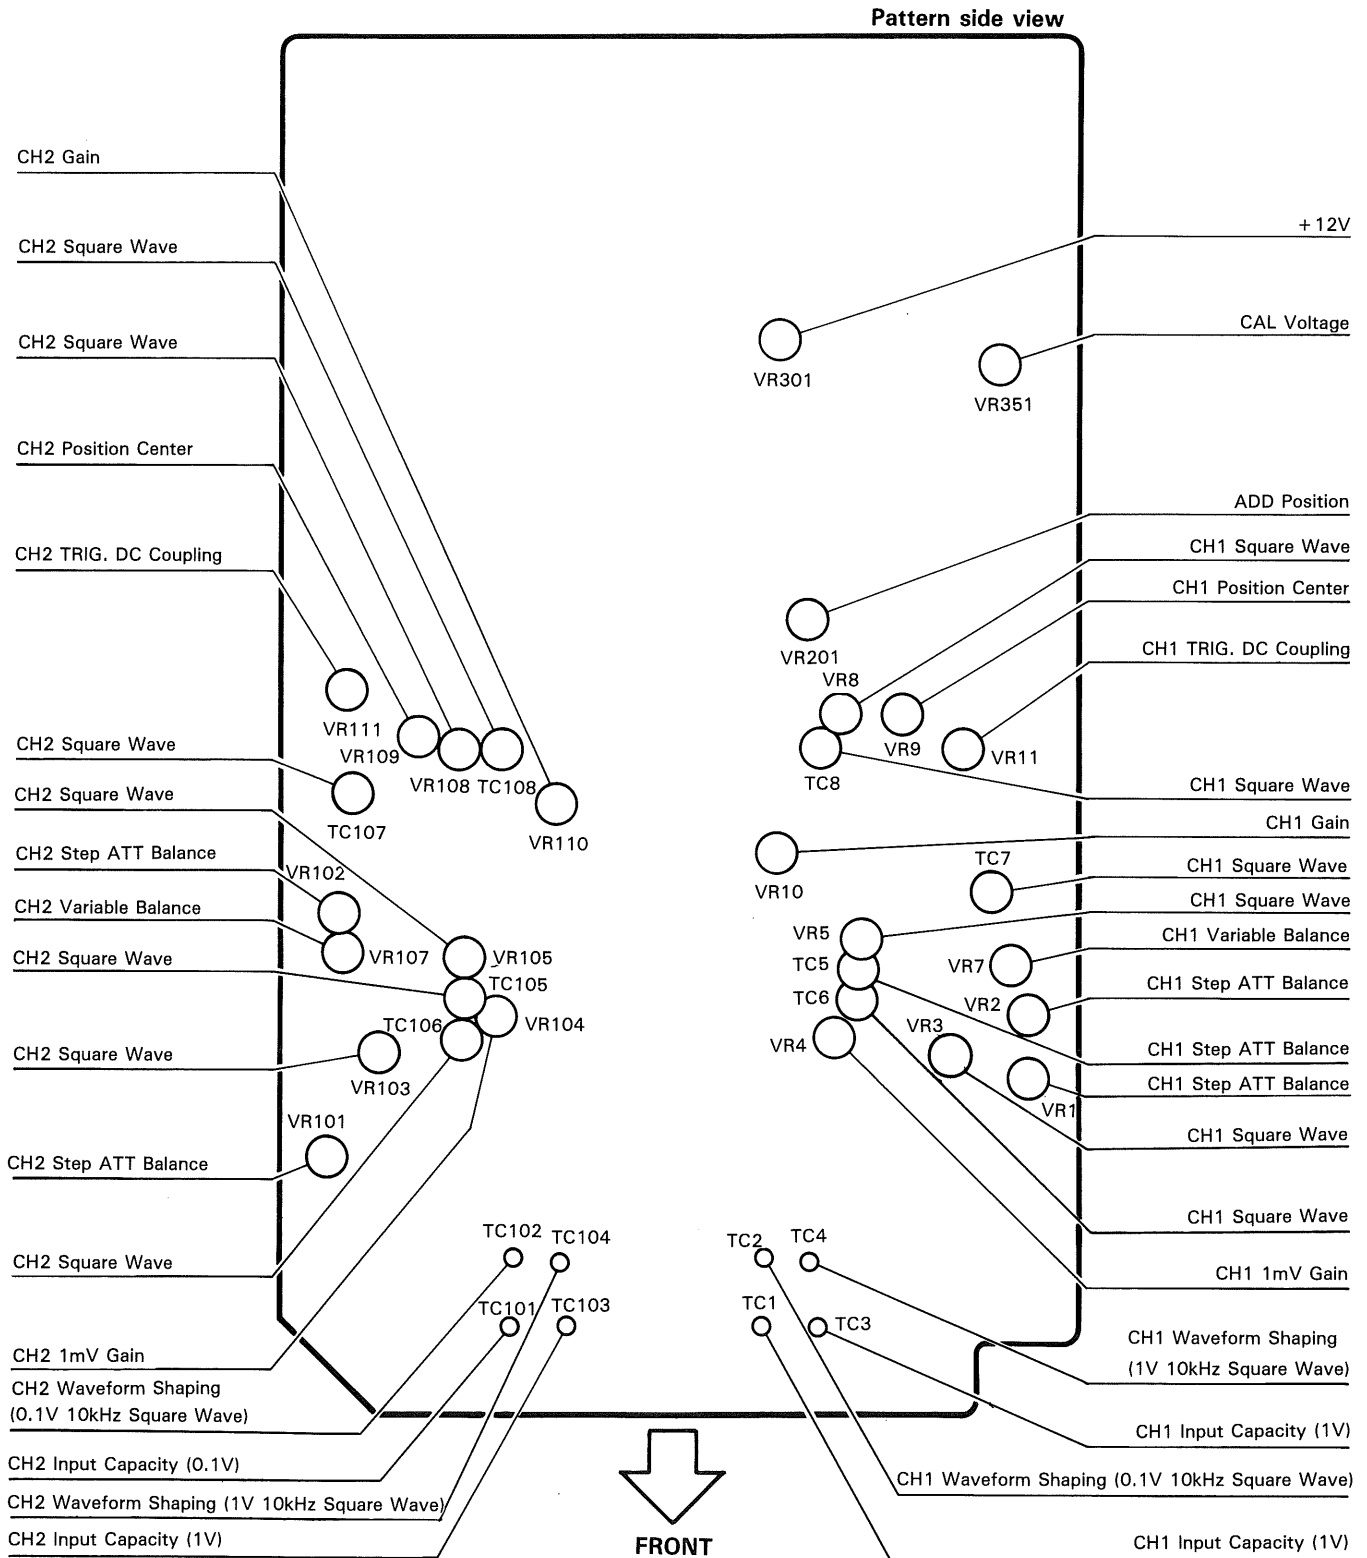 Pattern side view
CH2 Gain
CH2 Square Wave
CH2 Square Wave
CH2 Position Center
CH2 TRIG. DC Coupling
CH2 Square Wave
CH2 Square Wave
CH2 Step ATT Balance
CH2 Variable Balance
CH2 Square Wave
CH2 Square Wave
CH2 Step ATT Balance
CH2 Square Wave
CH2 1mV Gain
CH2 Waveform Shaping
(0.1V 10kHz Square Wave)
CH2 Input Capacity (0.1V)
CH2 Waveform Shaping (1V 10kHz Square Wave)
CH2 Input Capacity (1V)
VR111
VR109
VR108
TC108
TC107
VR110
VR102
VR107
VR105
TC105
TC106
VR104
VR103
VR101
TC102
TC104
TC101
TC103
VR301
VR351
VR201
VR8
VR9
VR11
TC8
VR10
TC7
VR5
TC5
VR7
TC6
VR2
VR3
VR4
VR1
TC2
TC4
TC1
TC3
+12V
CAL Voltage
ADD Position
CH1 Square Wave
CH1 Position Center
CH1 TRIG. DC Coupling
CH1 Square Wave
CH1 Gain
CH1 Square Wave
CH1 Square Wave
CH1 Variable Balance
CH1 Step ATT Balance
CH1 Step ATT Balance
CH1 Step ATT Balance
CH1 Square Wave
CH1 Square Wave
CH1 1mV Gain
CH1 Waveform Shaping
(1V 10kHz Square Wave)
CH1 Input Capacity (1V)
CH1 Waveform Shaping (0.1V 10kHz Square Wave)
CH1 Input Capacity (1V)
FRONT